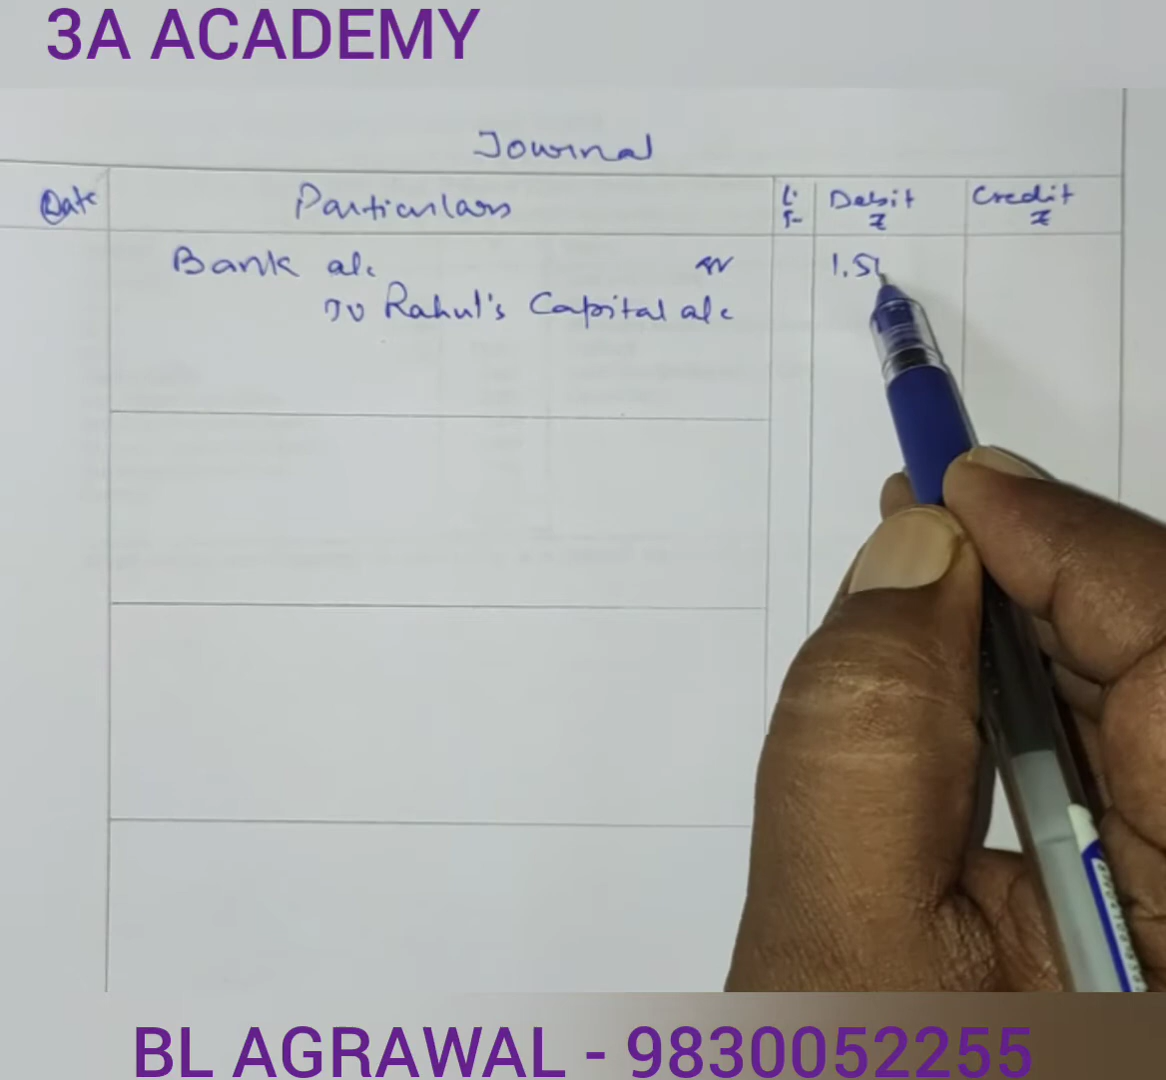 3A ACADEMY
Journal
Date Particulars L. F. Debit ₹ Credit ₹
Bank a/c Dr 1.5
To Rahul's Capital a/c
BL AGRAWAL - 9830052255